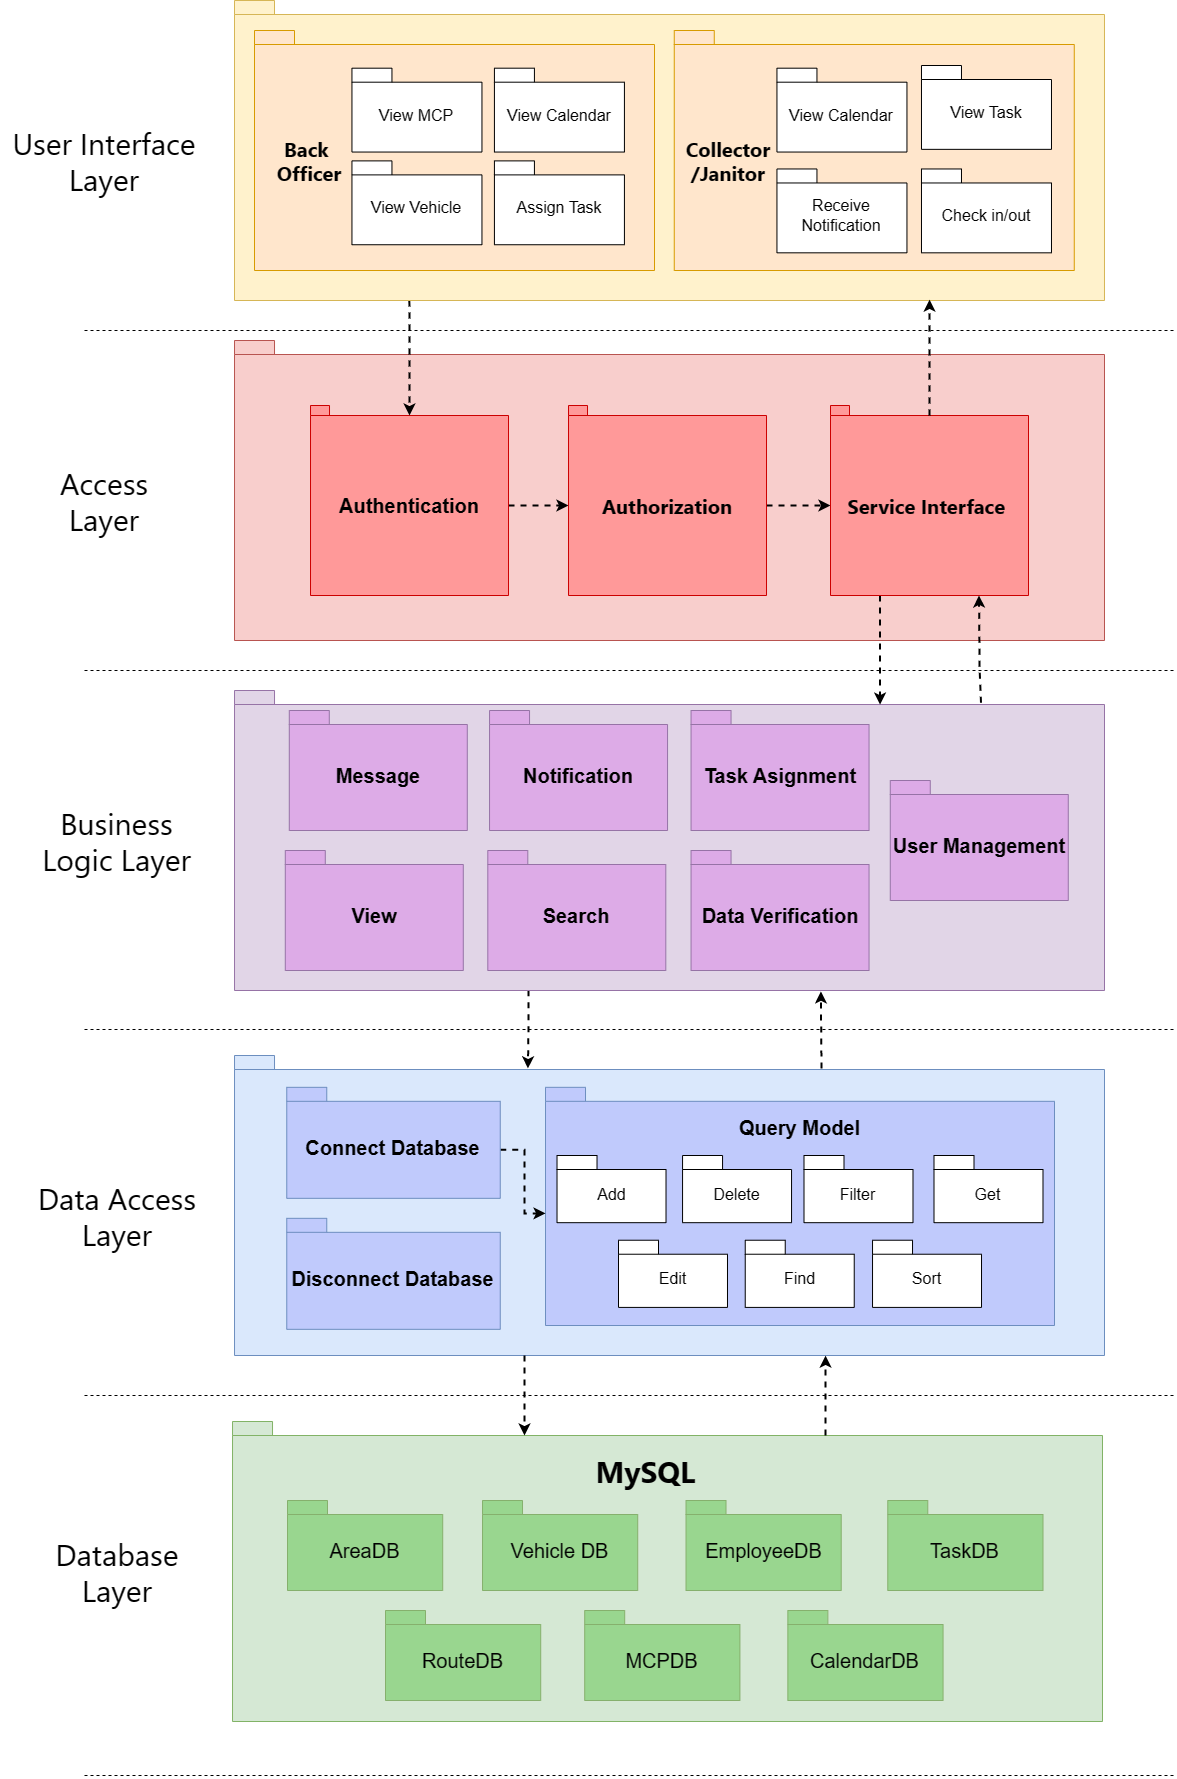 User Interface
Layer
Back
Officer
View MCP
View Calendar
View Vehicle
Assign Task
Collector
/Janitor
View Calendar
View Task
Receive
Notification
Check in/out
Access
Layer
Authentication
Authorization
Service Interface
Business
Logic Layer
Message
Notification
Task Asignment
User Management
View
Search
Data Verification
Data Access
Layer
Connect Database
Disconnect Database
Query Model
Add
Delete
Filter
Get
Edit
Find
Sort
Database
Layer
MySQL
AreaDB
Vehicle DB
EmployeeDB
TaskDB
RouteDB
MCPDB
CalendarDB